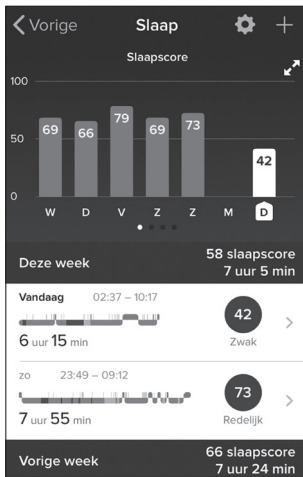 Vorige Slaap
Slaapscore
100
50
0
69 66 79 69 73 42
W D V Z Z M D
Deze week 58 slaapscore
7 uur 5 min
Vandaag 02:37 – 10:17
6 uur 15 min
42
Zwak
zo 23:49 – 09:12
7 uur 55 min
73
Redelijk
Vorige week 66 slaapscore
7 uur 24 min